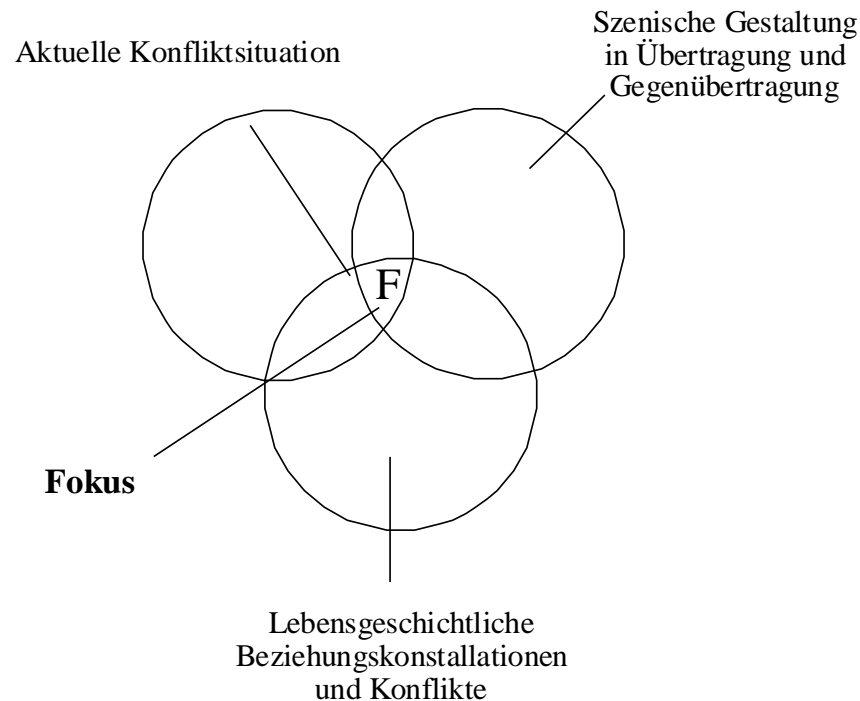 Szenische Gestaltung
in Übertragung und
Gegenübertragung
Aktuelle Konfliktsituation
F
Fokus
Lebensgeschichtliche
Beziehungskonstallationen
und Konflikte